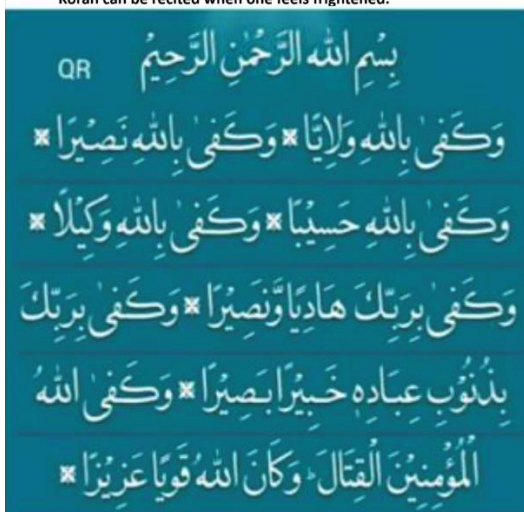 Koran can be recited when one feels frightened.
بِسْمِ اللهِ الرَّحْمٰنِ الرَّحِيْمِ QR
وَكَفٰى بِاللهِ وَلِايًّا * وَكَفٰى بِاللهِ نَصِيْرًا *
وَكَفٰى بِاللهِ حَسِيْبًا * وَكَفٰى بِاللهِ وَكِيْلًا *
وَكَفٰى بِرَبِّكَ هَادِيًا وَّنَصِيْرًا * وَكَفٰى بِرَبِّكَ
بِذُنُوْبِ عِبَادِهٖ خَبِيْرًا بَصِيْرًا * وَكَفٰى اللهُ
الْمُؤْمِنِيْنَ الْقِتَالَ ؕ وَكَانَ اللهُ قَوِيًّا عَزِيْزًا *